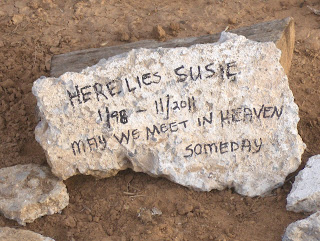 HERE LIES SUSIE
1/98 - 11/2011
MAY WE MEET IN HEAVEN
SOMEDAY